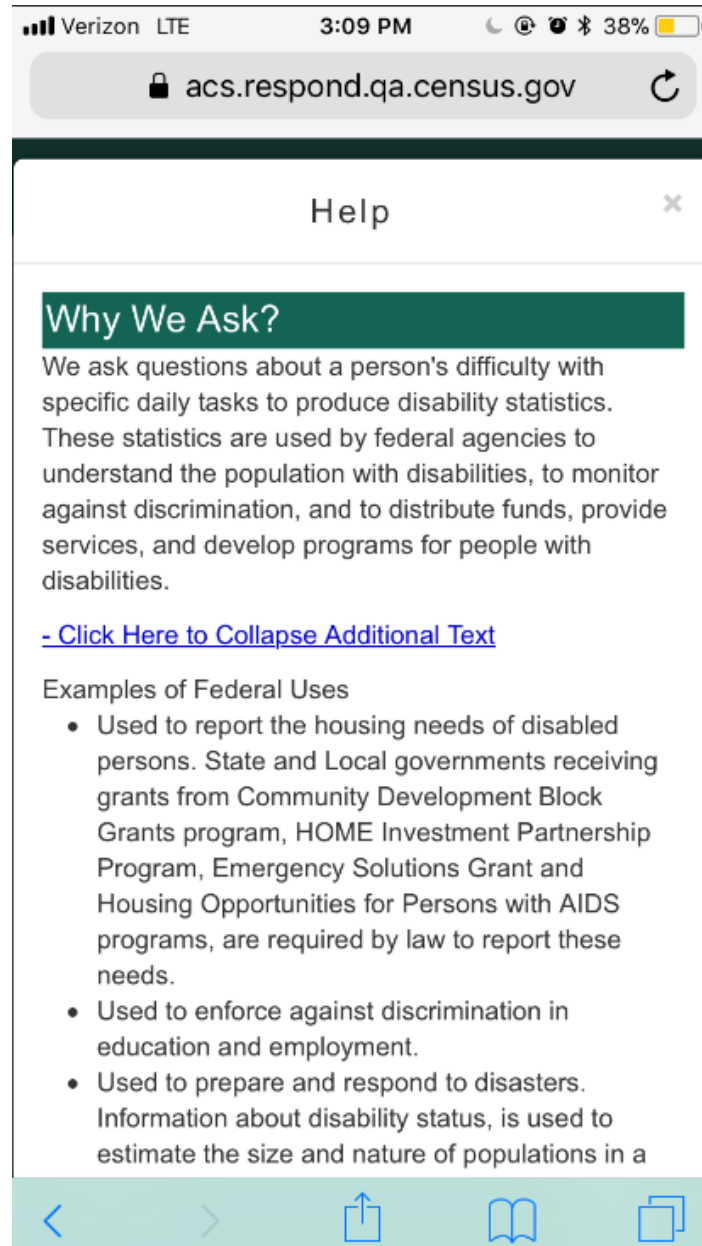 Verizon LTE 3:09 PM 38%
acs.respond.qa.census.gov
Help ×
Why We Ask?
We ask questions about a person's difficulty with
specific daily tasks to produce disability statistics.
These statistics are used by federal agencies to
understand the population with disabilities, to monitor
against discrimination, and to distribute funds, provide
services, and develop programs for people with
disabilities.
- Click Here to Collapse Additional Text
Examples of Federal Uses
• Used to report the housing needs of disabled
persons. State and Local governments receiving
grants from Community Development Block
Grants program, HOME Investment Partnership
Program, Emergency Solutions Grant and
Housing Opportunities for Persons with AIDS
programs, are required by law to report these
needs.
• Used to enforce against discrimination in
education and employment.
• Used to prepare and respond to disasters.
Information about disability status, is used to
estimate the size and nature of populations in a